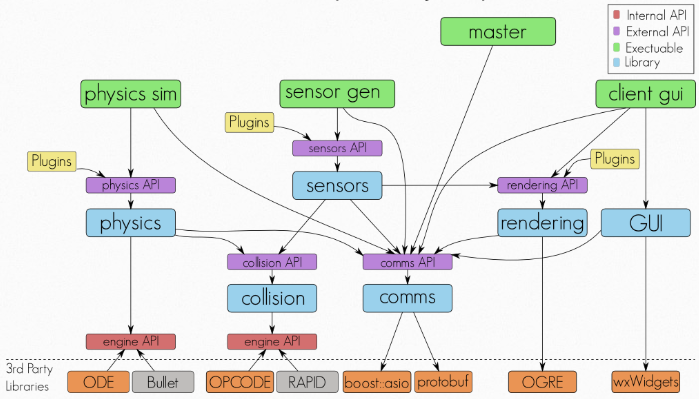 Internal API
External API
Exectuable
Library
master
physics sim
sensor gen
client gui
Plugins
sensors API
Plugins
Plugins
physics API
sensors
rendering API
physics
rendering
GUI
collision API
comms API
collision
comms
engine API
engine API
3rd Party
Libraries
ODE
Bullet
OPCODE
RAPID
boost::asio
protobuf
OGRE
wxWidgets